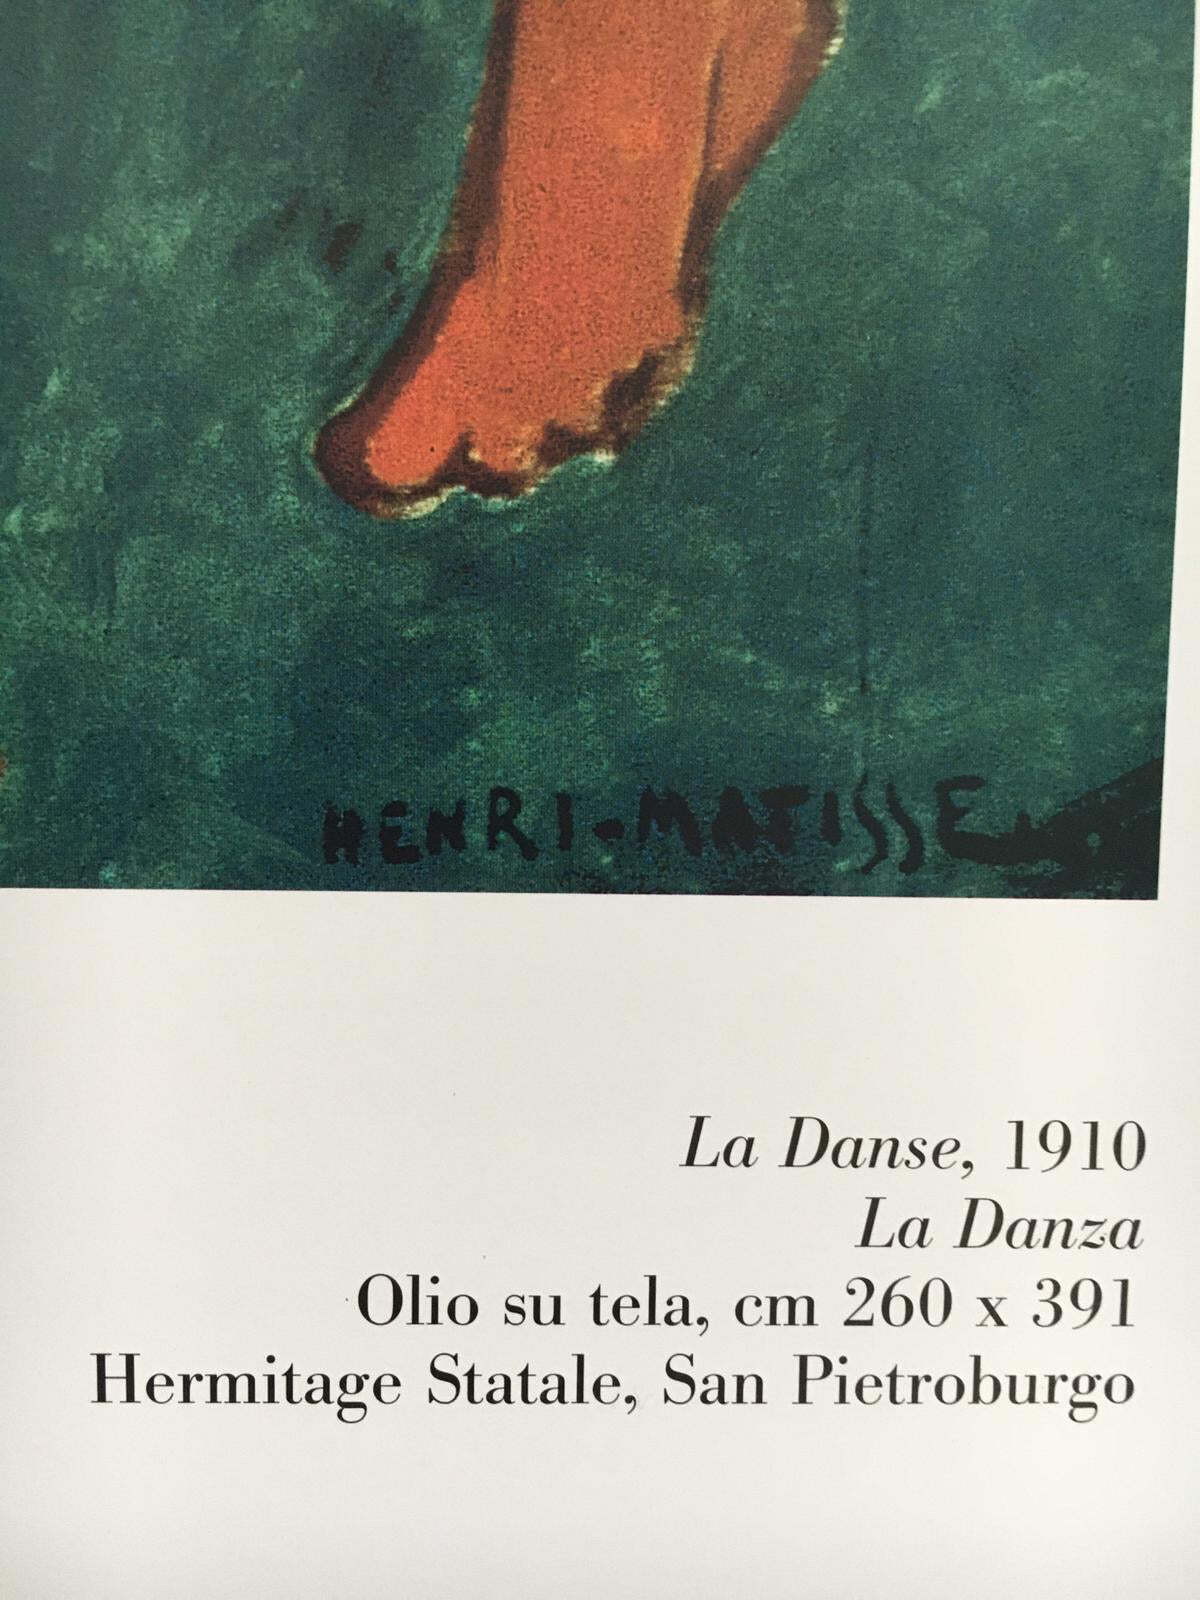 HENRI-MATISSE
La Danse, 1910
La Danza
Olio su tela, cm 260 x 391
Hermitage Statale, San Pietroburgo